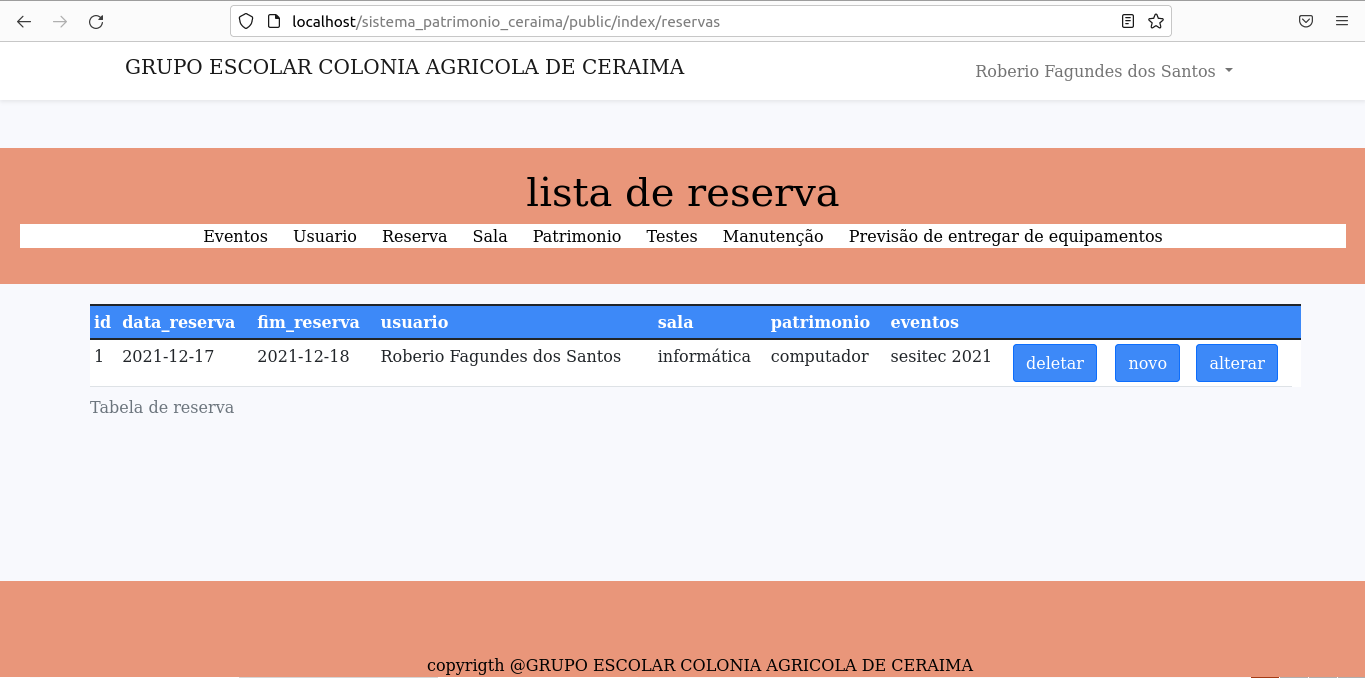 localhost/sistema_patrimonio_ceraima/public/index/reservas
GRUPO ESCOLAR COLONIA AGRICOLA DE CERAIMA
Roberio Fagundes dos Santos
lista de reserva
Eventos Usuario Reserva Sala Patrimonio Testes Manutenção Previsão de entregar de equipamentos
id data_reserva fim_reserva usuario sala patrimonio eventos
1 2021-12-17 2021-12-18 Roberio Fagundes dos Santos informática computador sesitec 2021 deletar novo alterar
Tabela de reserva
copyrigth @GRUPO ESCOLAR COLONIA AGRICOLA DE CERAIMA